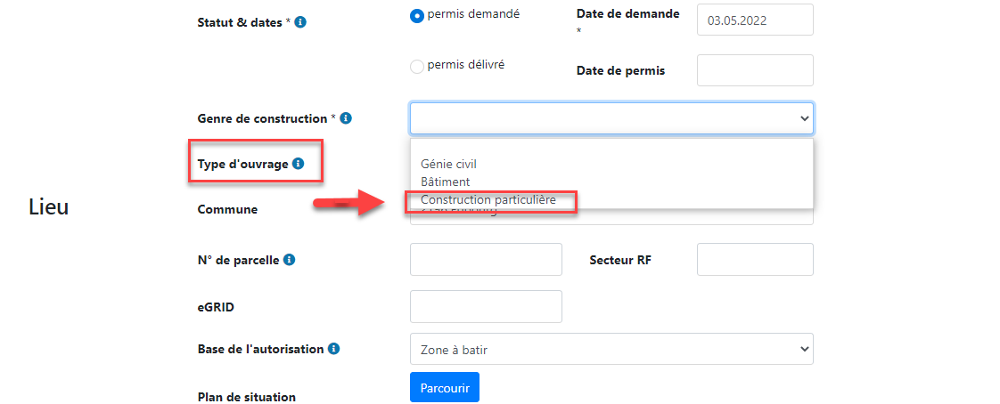 Statut & dates *
permis demandé
Date de demande *
03.05.2022
permis délivré
Date de permis
Genre de construction *
Type d'ouvrage
Génie civil
Bâtiment
Construction particulière
Lieu
Commune
N° de parcelle
Secteur RF
eGRID
Base de l'autorisation
Zone à batir
Plan de situation
Parcourir